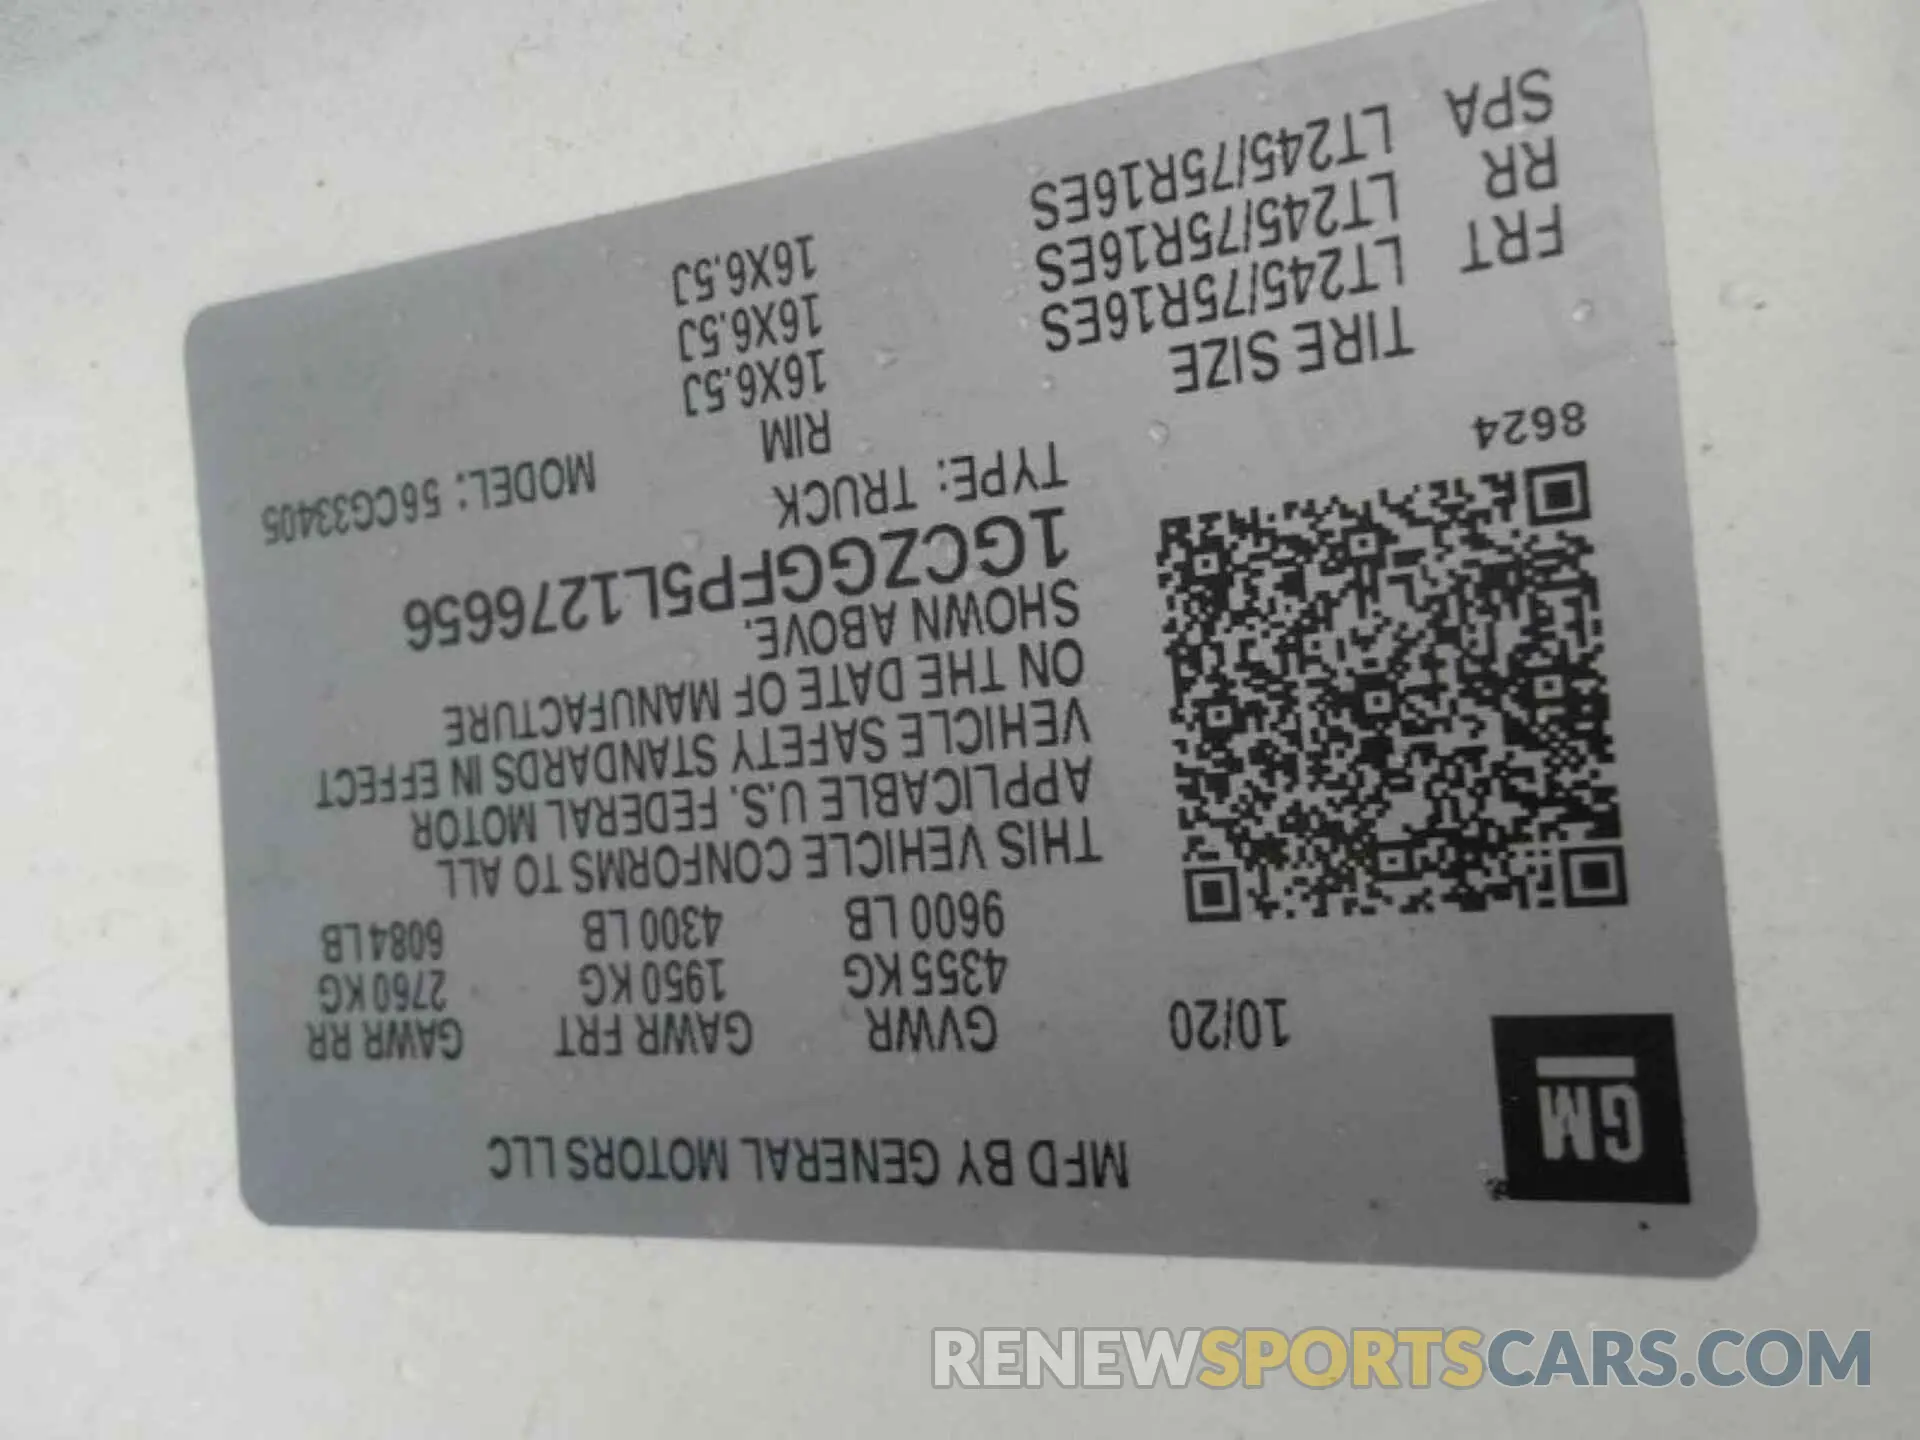 GM
MFD BY GENERAL MOTORS LLC
10/20
GVWR GAWR FRT GAWR RR
4355 KG 1950 KG 2760 KG
9600 LB 4300 LB 6084 LB
THIS VEHICLE CONFORMS TO ALL
APPLICABLE U.S. FEDERAL MOTOR
VEHICLE SAFETY STANDARDS IN EFFECT
ON THE DATE OF MANUFACTURE
SHOWN ABOVE.
1GCZGGFP5L1276656
TYPE: TRUCK MODEL: 56CG33405
8624
TIRE SIZE RIM
FRT LT245/75R16ES 16X6.5J
RR LT245/75R16ES 16X6.5J
SPA LT245/75R16ES 16X6.5J
RENEWSPORTSCARS.COM